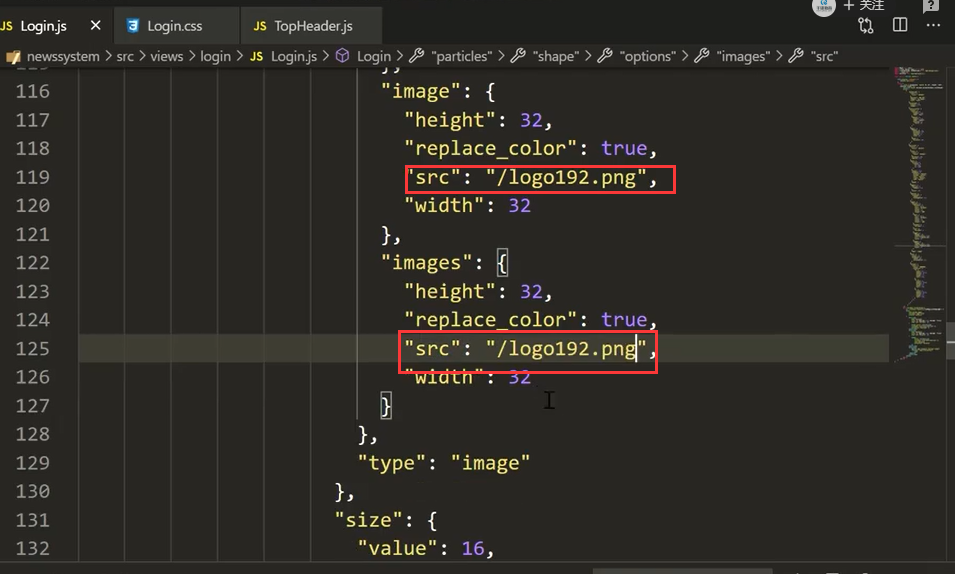 JS Login.js × Login.css JS TopHeader.js
关注
newssystem > src > views > login > JS Login.js > Login > "particles" > "shape" > "options" > "images" > "src"
116 "image": {
117 "height": 32,
118 "replace_color": true,
119 "src": "/logo192.png",
120 "width": 32
121 },
122 "images": {
123 "height": 32,
124 "replace_color": true,
125 "src": "/logo192.png",
126 "width": 32
127 }
128 },
129 "type": "image"
130 },
131 "size": {
132 "value": 16,